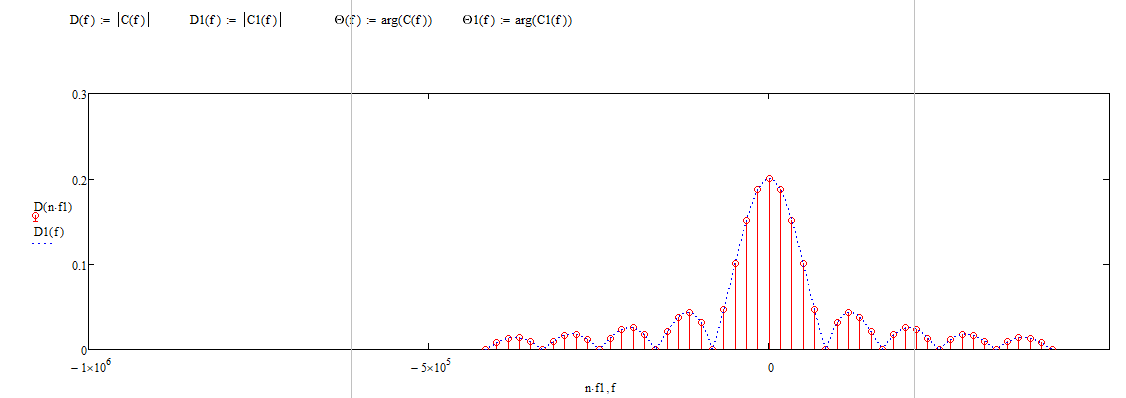 D(f) := |C(f)| D1(f) := |C1(f)| Θ(f) := arg(C(f)) Θ1(f) := arg(C1(f))
0.3
0.2
D(n·f1)
D1(f)
0.1
0
−1×10⁶ −5×10⁵ 0
n·f1,f